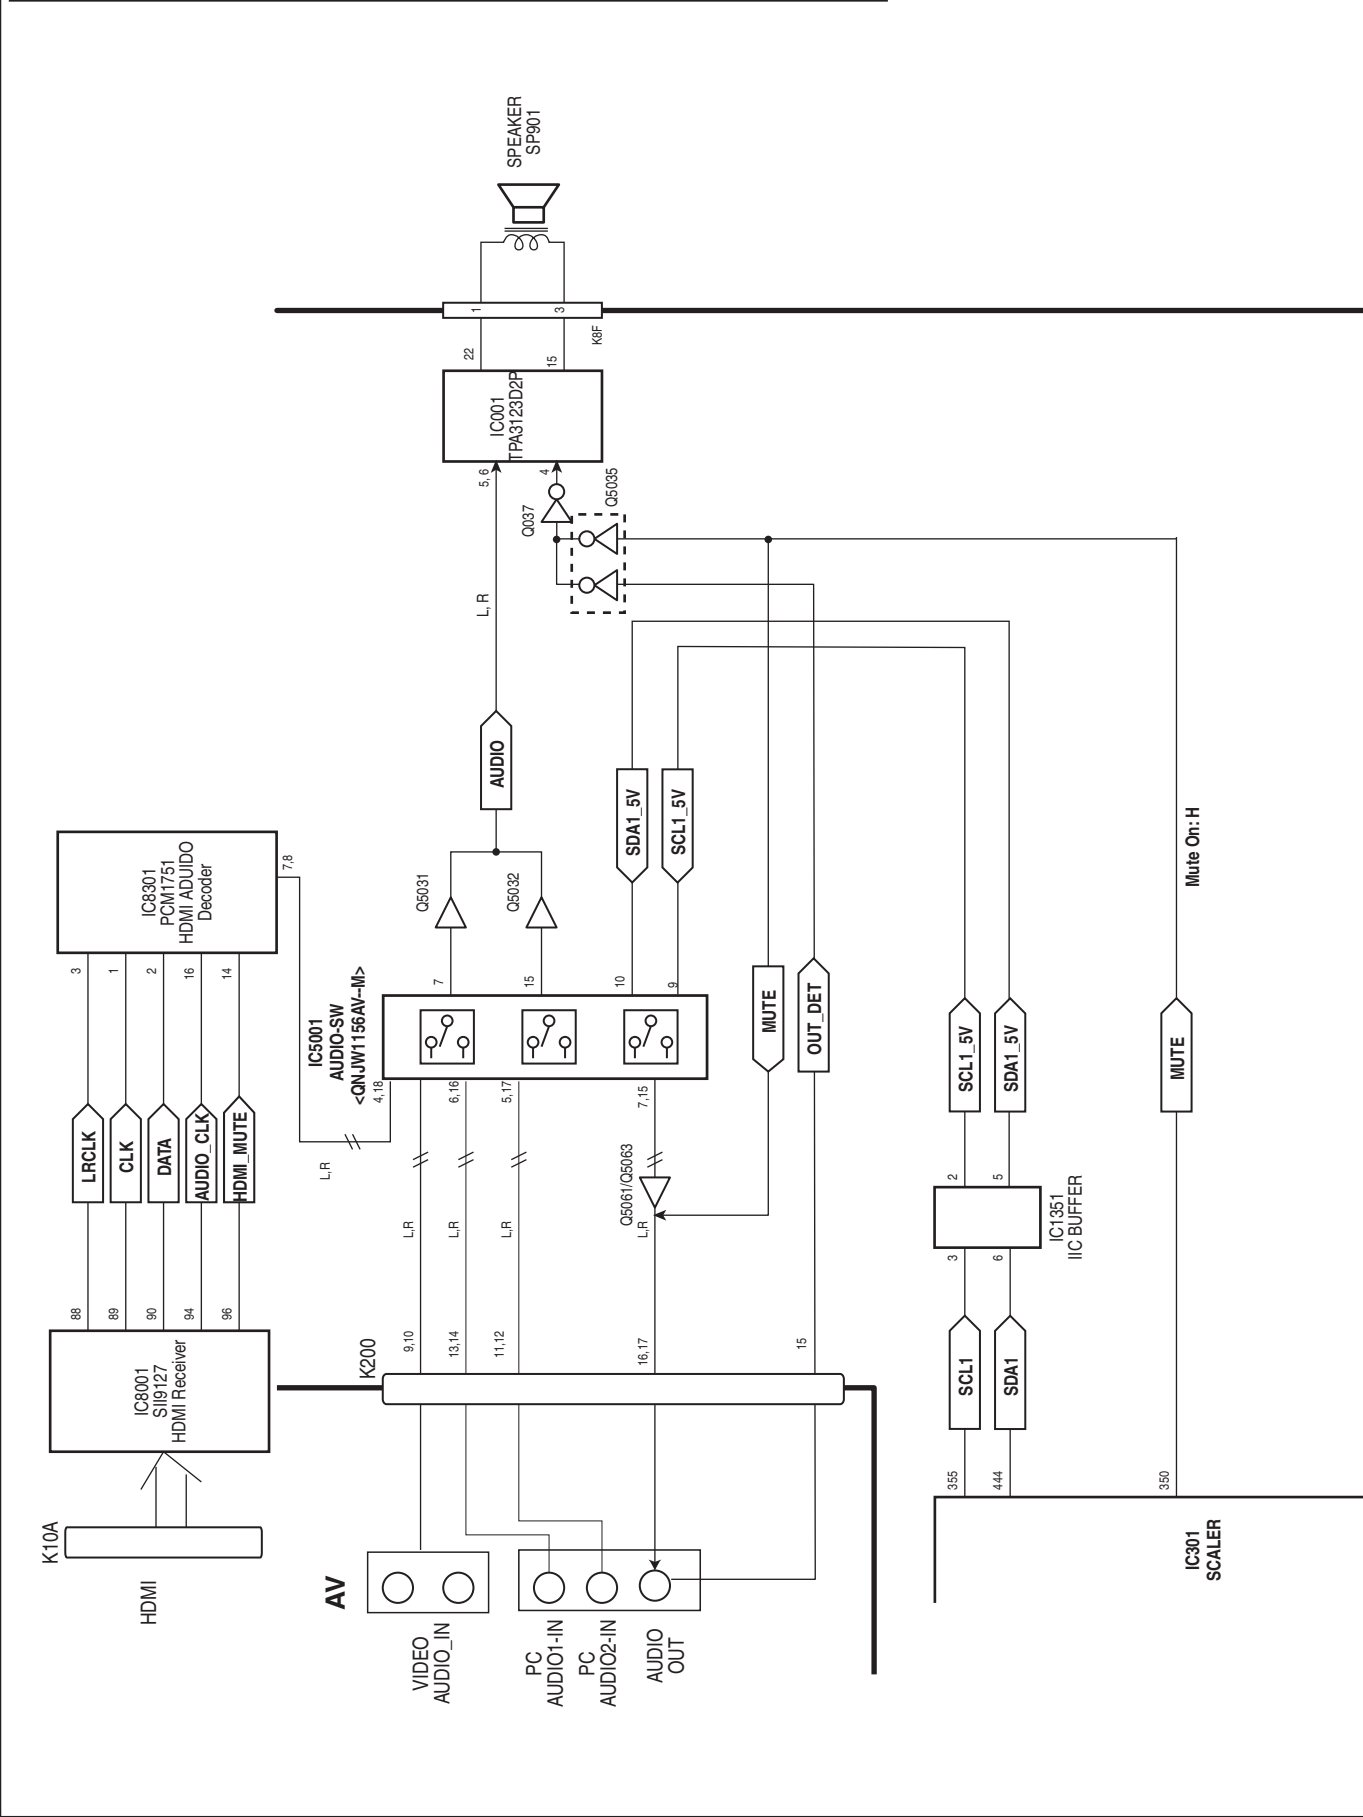 K10A
HDMI
IC8001
SII9127
HDMI Receiver
88
89
90
94
96
LRCLK
CLK
DATA
AUDIO_CLK
HDMI_MUTE
3
1
2
16
14
IC8301
PCM1751
HDMI ADUIDO
Decoder
7,8
L,R
AV
VIDEO
AUDIO_IN
PC
AUDIO1-IN
PC
AUDIO2-IN
AUDIO
OUT
K200
9,10
13,14
11,12
16,17
15
L,R
L,R
L,R
L,R
Q5061/Q5063
4,18
6,16
5,17
7,15
IC5001
AUDIO-SW
<QNJW1156AV--M>
7
15
10
9
Q5031
Q5032
AUDIO
L, R
SDA1_5V
SCL1_5V
MUTE
OUT_DET
5, 6
4
Q037
Q5035
IC001
TPA3123D2P
22
15
1
3
K8F
SPEAKER
SP901
IC301
SCALER
355
444
350
SCL1
SDA1
3
6
IC1351
IIC BUFFER
2
5
SCL1_5V
SDA1_5V
MUTE
Mute On: H